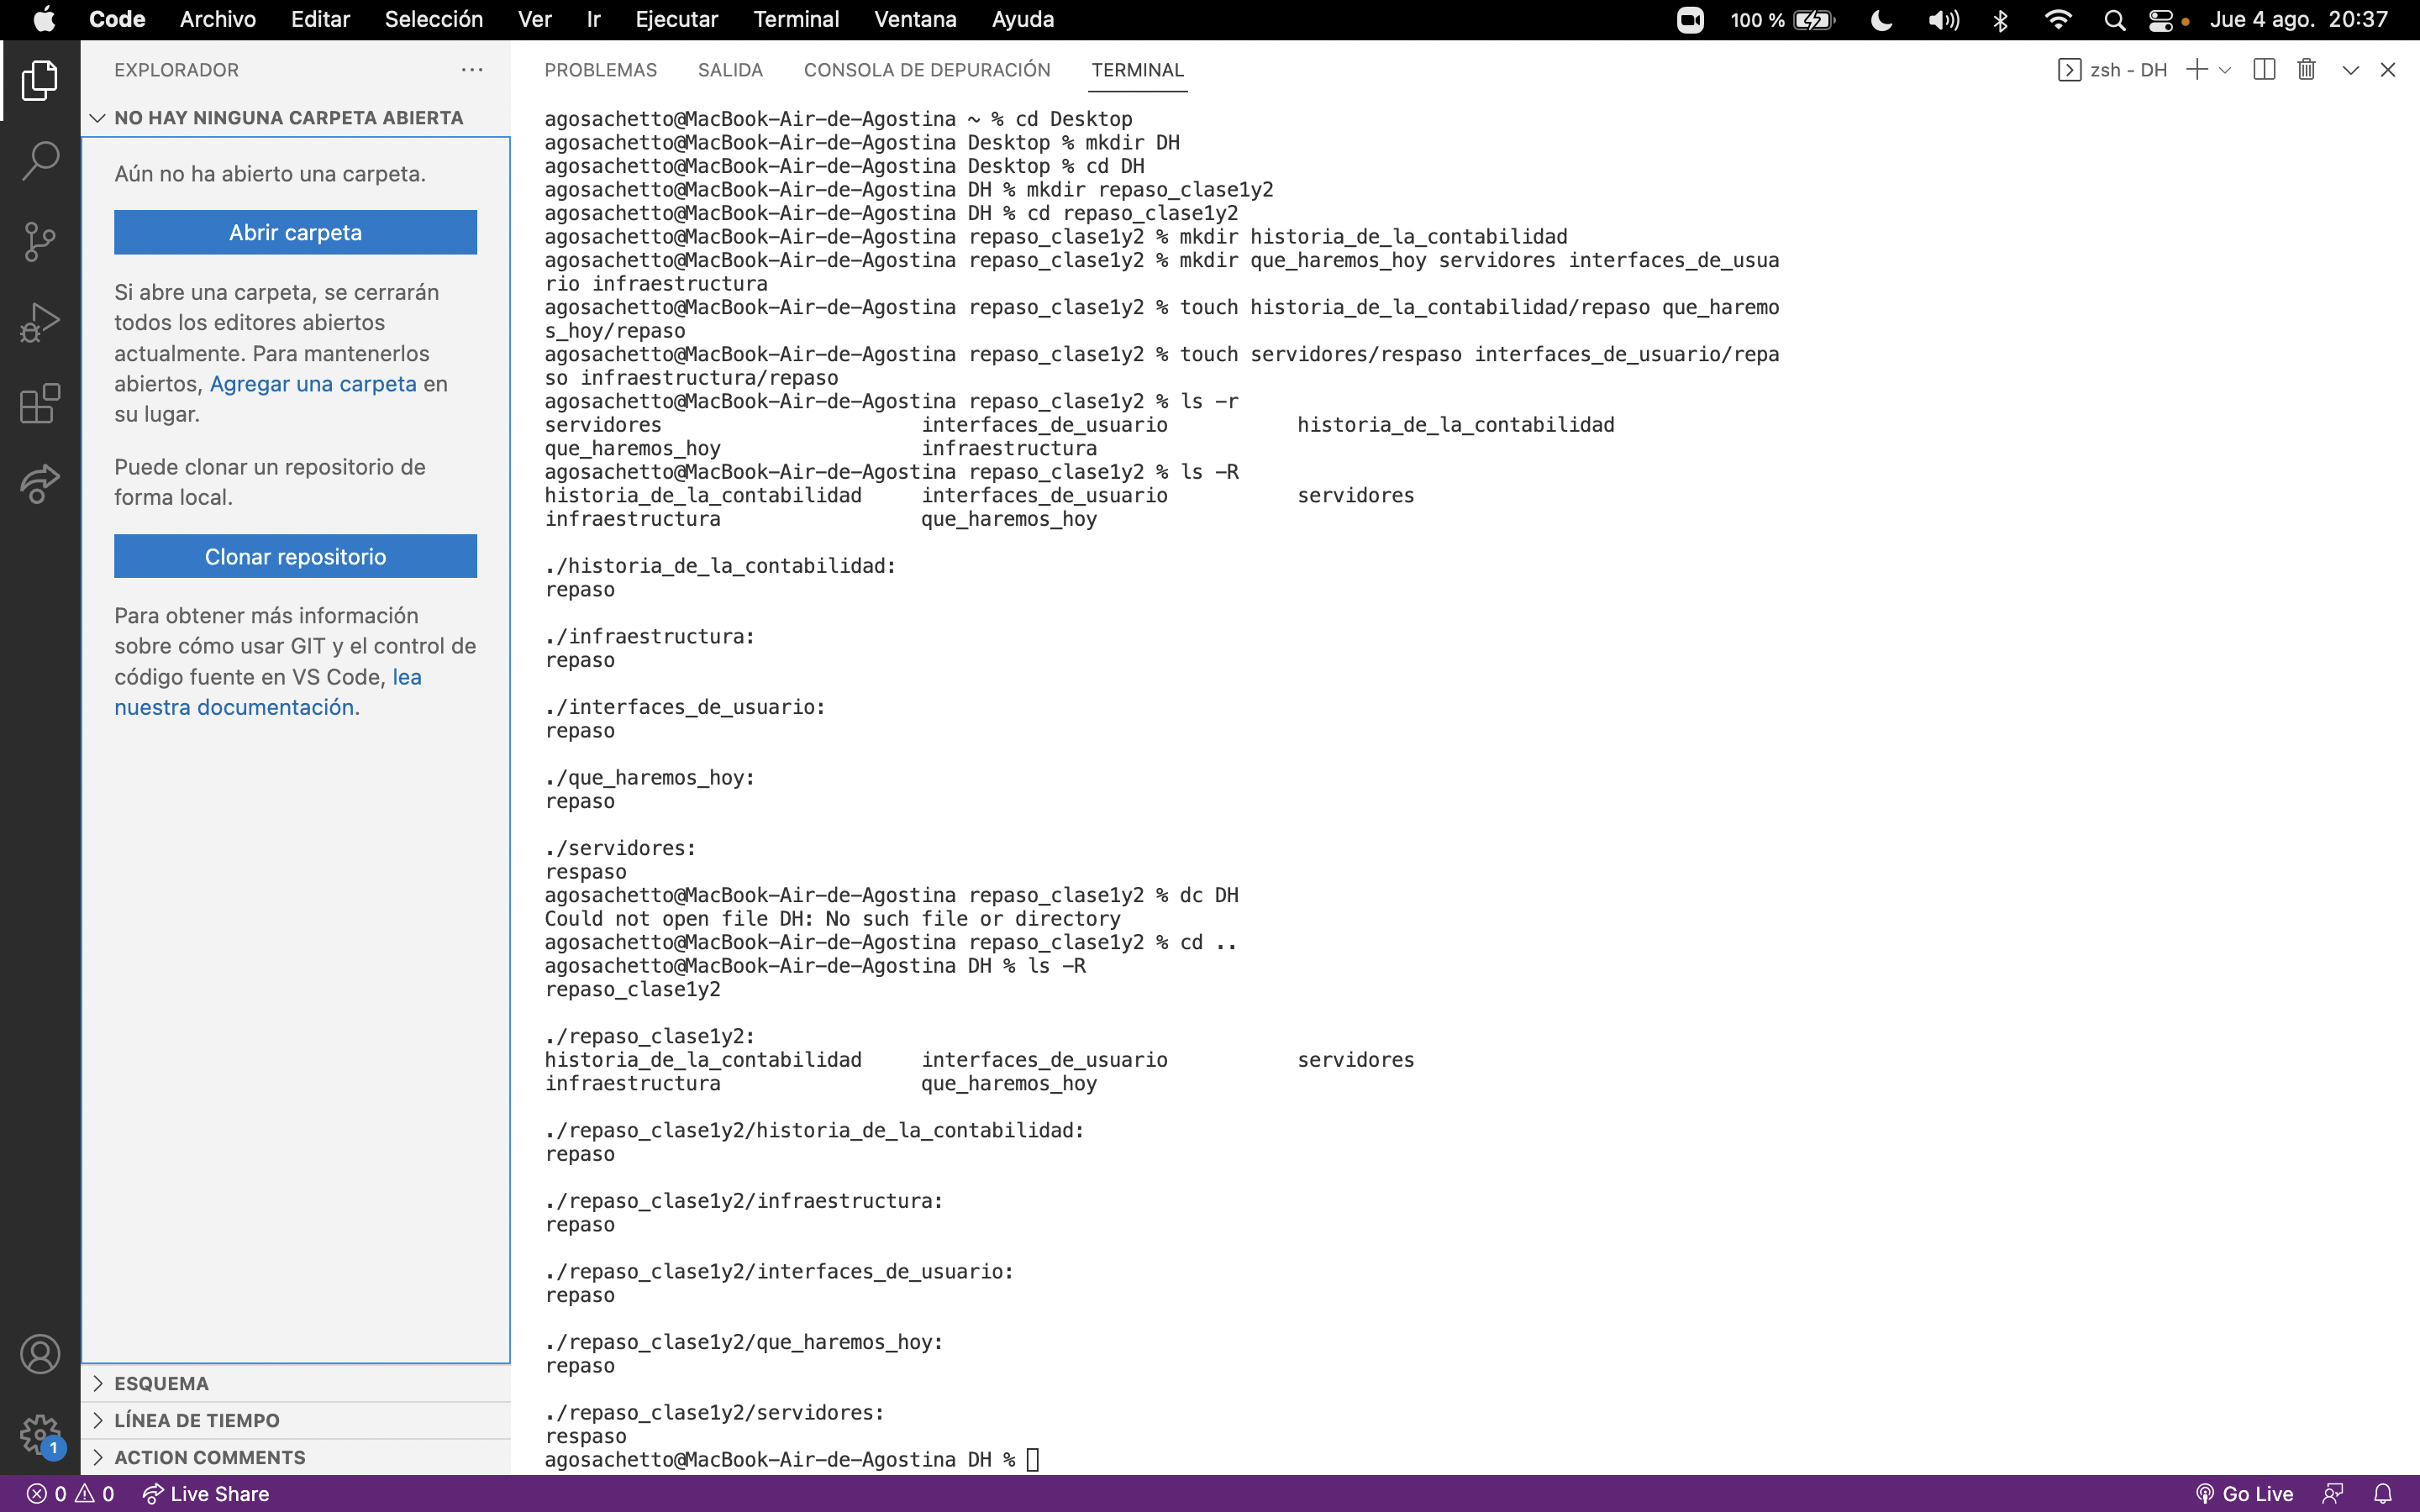 Code Archivo Editar Selección Ver Ir Ejecutar Terminal Ventana Ayuda 100 % Jue 4 ago. 20:37
EXPLORADOR
NO HAY NINGUNA CARPETA ABIERTA
Aún no ha abierto una carpeta.
Abrir carpeta
Si abre una carpeta, se cerrarán
todos los editores abiertos
actualmente. Para mantenerlos
abiertos, Agregar una carpeta en
su lugar.
Puede clonar un repositorio de
forma local.
Clonar repositorio
Para obtener más información
sobre cómo usar GIT y el control de
código fuente en VS Code, lea
nuestra documentación.
ESQUEMA
LÍNEA DE TIEMPO
ACTION COMMENTS
1
PROBLEMAS SALIDA CONSOLA DE DEPURACIÓN TERMINAL zsh - DH
agosachetto@MacBook-Air-de-Agostina ~ % cd Desktop
agosachetto@MacBook-Air-de-Agostina Desktop % mkdir DH
agosachetto@MacBook-Air-de-Agostina Desktop % cd DH
agosachetto@MacBook-Air-de-Agostina DH % mkdir repaso_clase1y2
agosachetto@MacBook-Air-de-Agostina DH % cd repaso_clase1y2
agosachetto@MacBook-Air-de-Agostina repaso_clase1y2 % mkdir historia_de_la_contabilidad
agosachetto@MacBook-Air-de-Agostina repaso_clase1y2 % mkdir que_haremos_hoy servidores interfaces_de_usua
rio infraestructura
agosachetto@MacBook-Air-de-Agostina repaso_clase1y2 % touch historia_de_la_contabilidad/repaso que_haremo
s_hoy/repaso
agosachetto@MacBook-Air-de-Agostina repaso_clase1y2 % touch servidores/respaso interfaces_de_usuario/repa
so infraestructura/repaso
agosachetto@MacBook-Air-de-Agostina repaso_clase1y2 % ls -r
servidores interfaces_de_usuario historia_de_la_contabilidad
que_haremos_hoy infraestructura
agosachetto@MacBook-Air-de-Agostina repaso_clase1y2 % ls -R
historia_de_la_contabilidad interfaces_de_usuario servidores
infraestructura que_haremos_hoy
./historia_de_la_contabilidad:
repaso
./infraestructura:
repaso
./interfaces_de_usuario:
repaso
./que_haremos_hoy:
repaso
./servidores:
respaso
agosachetto@MacBook-Air-de-Agostina repaso_clase1y2 % dc DH
Could not open file DH: No such file or directory
agosachetto@MacBook-Air-de-Agostina repaso_clase1y2 % cd ..
agosachetto@MacBook-Air-de-Agostina DH % ls -R
repaso_clase1y2
./repaso_clase1y2:
historia_de_la_contabilidad interfaces_de_usuario servidores
infraestructura que_haremos_hoy
./repaso_clase1y2/historia_de_la_contabilidad:
repaso
./repaso_clase1y2/infraestructura:
repaso
./repaso_clase1y2/interfaces_de_usuario:
repaso
./repaso_clase1y2/que_haremos_hoy:
repaso
./repaso_clase1y2/servidores:
respaso
agosachetto@MacBook-Air-de-Agostina DH %
0 0 Live Share Go Live